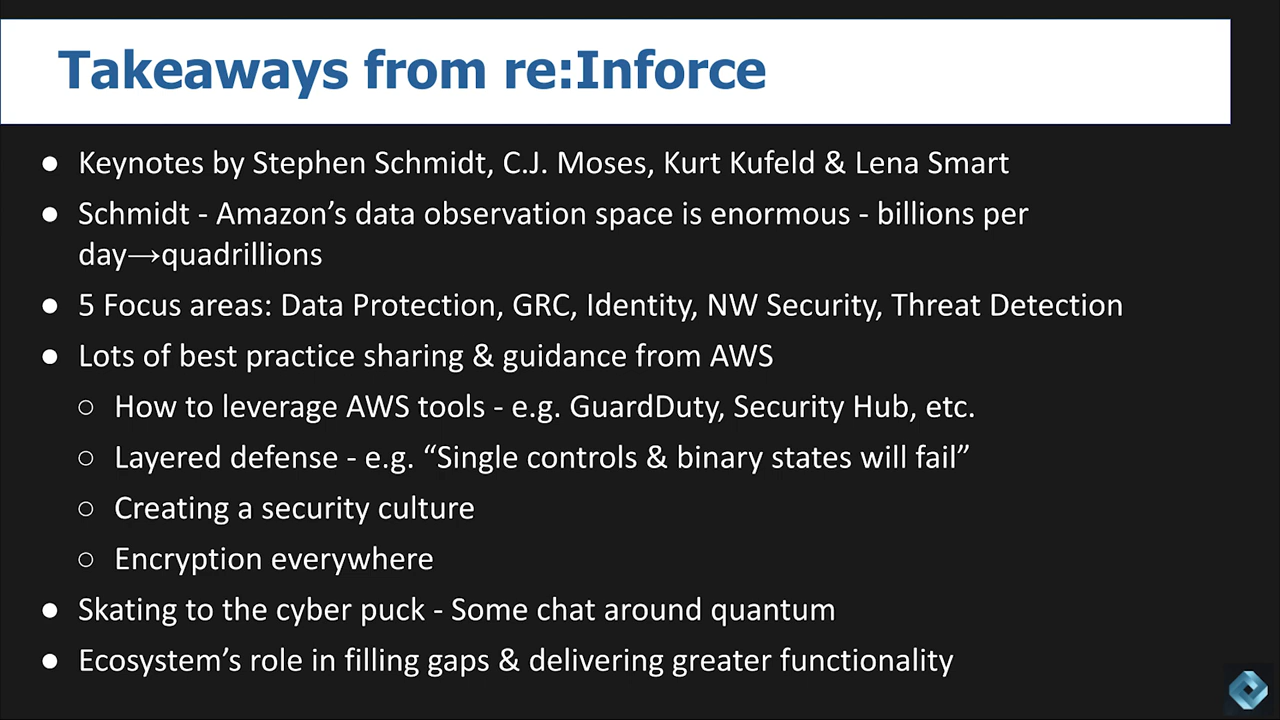 Takeaways from re:Inforce
● Keynotes by Stephen Schmidt, C.J. Moses, Kurt Kufeld & Lena Smart
● Schmidt - Amazon’s data observation space is enormous - billions per
day→quadrillions
● 5 Focus areas: Data Protection, GRC, Identity, NW Security, Threat Detection
● Lots of best practice sharing & guidance from AWS
○ How to leverage AWS tools - e.g. GuardDuty, Security Hub, etc.
○ Layered defense - e.g. “Single controls & binary states will fail”
○ Creating a security culture
○ Encryption everywhere
● Skating to the cyber puck - Some chat around quantum
● Ecosystem’s role in filling gaps & delivering greater functionality